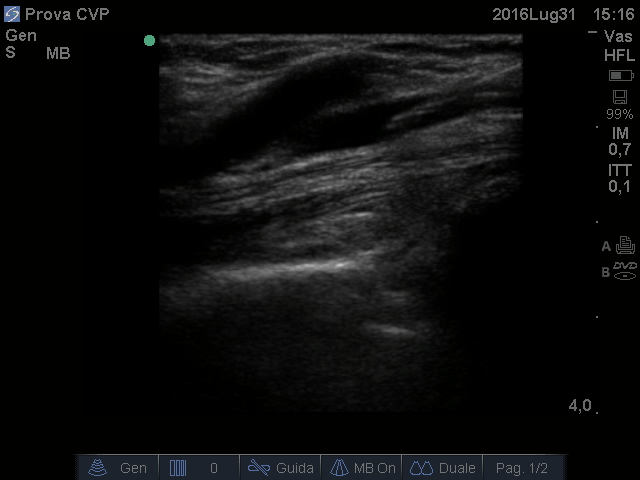 Prova CVP
2016Lug31 15:16
Gen
S MB
Vas
HFL
99%
IM
0,7
ITT
0,1
A
B DVD
4,0
Gen 0 Guida MB On Duale Pag. 1/2